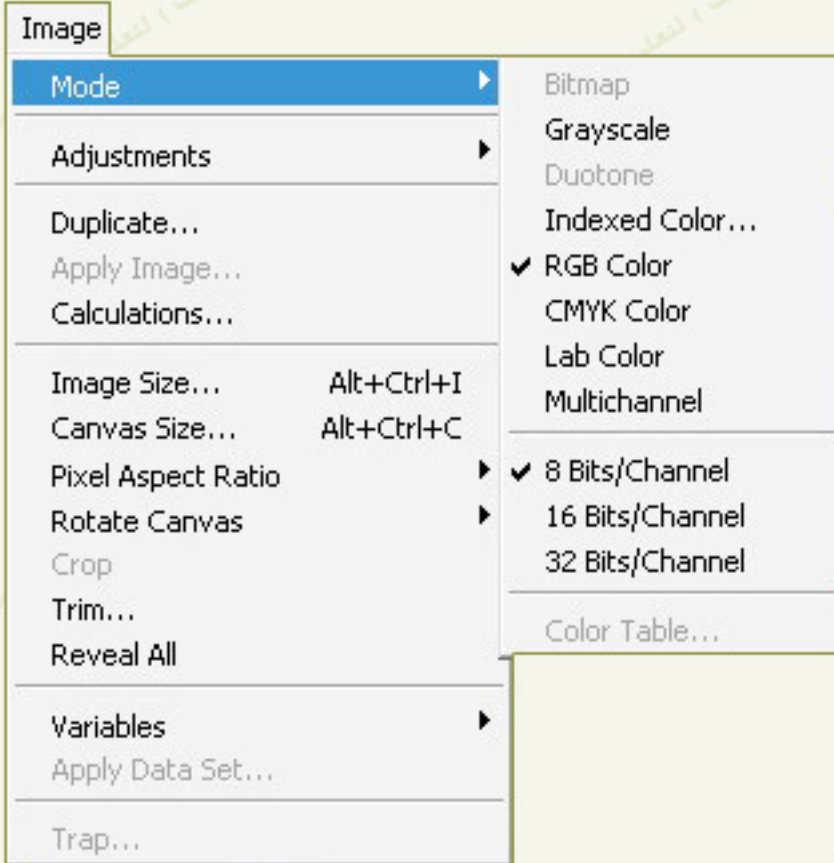 Image
Mode
Adjustments
Duplicate...
Apply Image...
Calculations...
Image Size... Alt+Ctrl+I
Canvas Size... Alt+Ctrl+C
Pixel Aspect Ratio
Rotate Canvas
Crop
Trim...
Reveal All
Variables
Apply Data Set...
Trap...
Bitmap
Grayscale
Duotone
Indexed Color...
RGB Color
CMYK Color
Lab Color
Multichannel
8 Bits/Channel
16 Bits/Channel
32 Bits/Channel
Color Table...